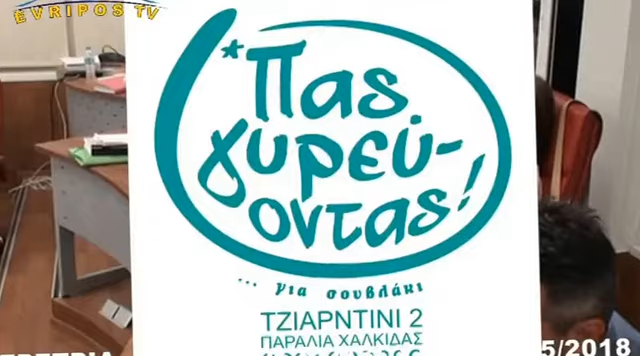 EVRIPOS TV
*Πας
γυρεύ-
οντας!
... για σουβλάκι
ΤΖΙΑΡΝΤΙΝΙ 2
ΠΑΡΑΛΙΑ ΧΑΛΚΙΔΑΣ
5/2018